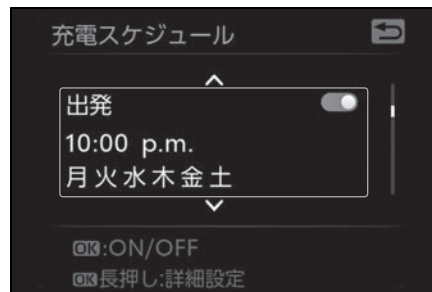 充電スケジュール
出発
10:00 p.m.
月火水木金土
OK:ON/OFF
OK長押し:詳細設定